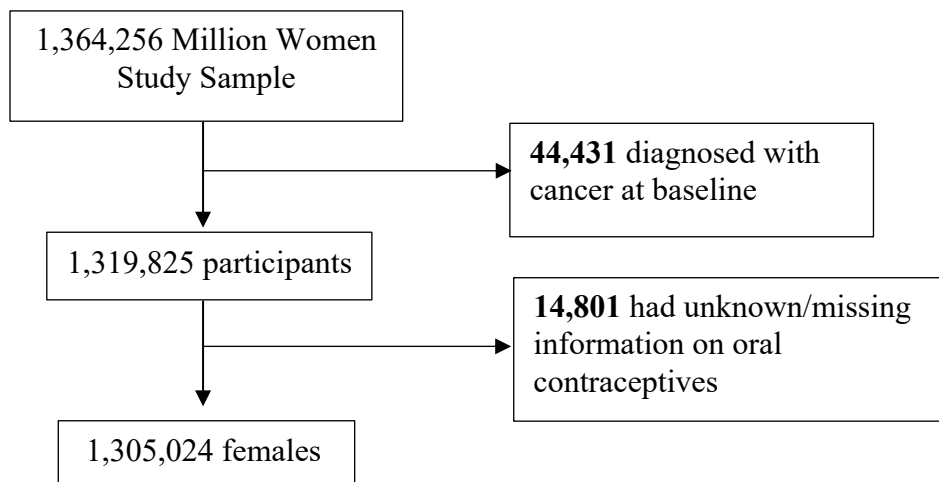 1,364,256 Million Women
Study Sample
44,431 diagnosed with
cancer at baseline
1,319,825 participants
14,801 had unknown/missing
information on oral
contraceptives
1,305,024 females